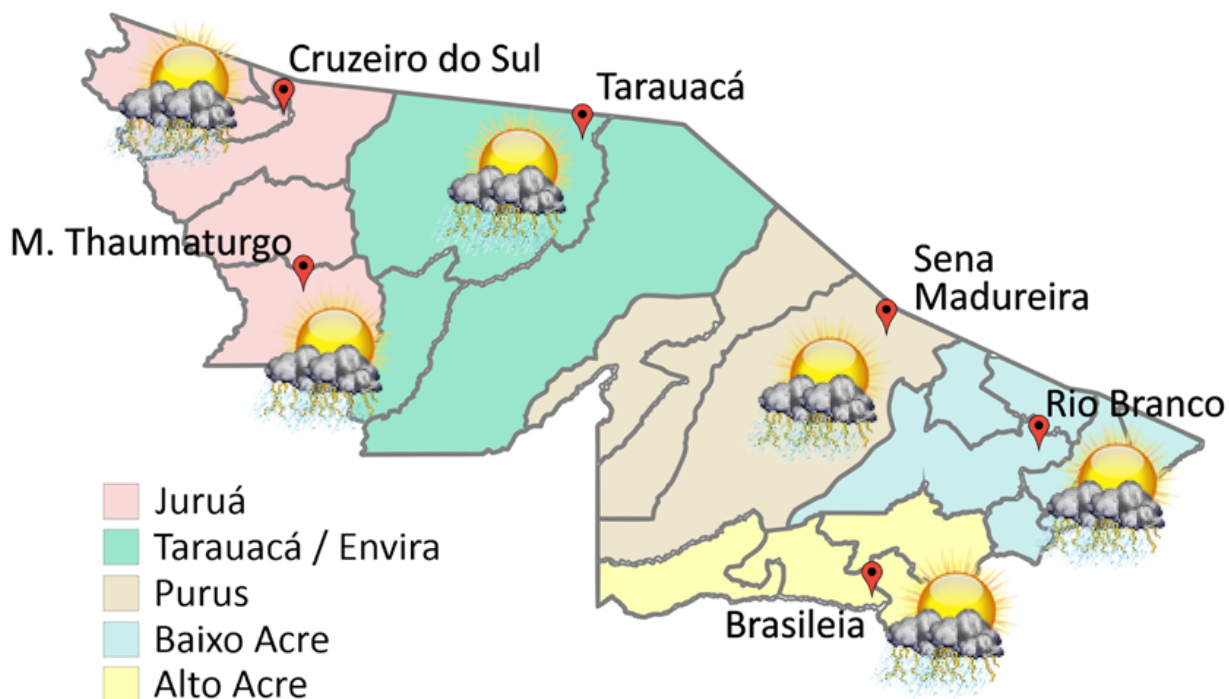 Cruzeiro do Sul
Tarauacá
M. Thaumaturgo
Sena
Madureira
Rio Branco
Brasileia
Juruá
Tarauacá / Envira
Purus
Baixo Acre
Alto Acre